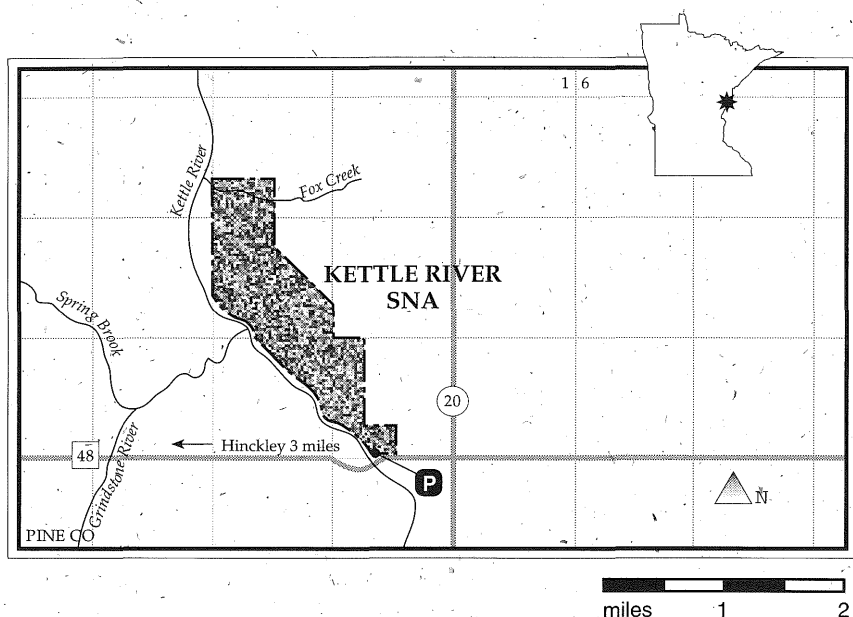 1 6
Kettle River
Fox Creek
KETTLE RIVER
SNA
Spring Brook
20
Hinckley 3 miles
48
P
Grindstone River
N
PINE CO
miles 1 2